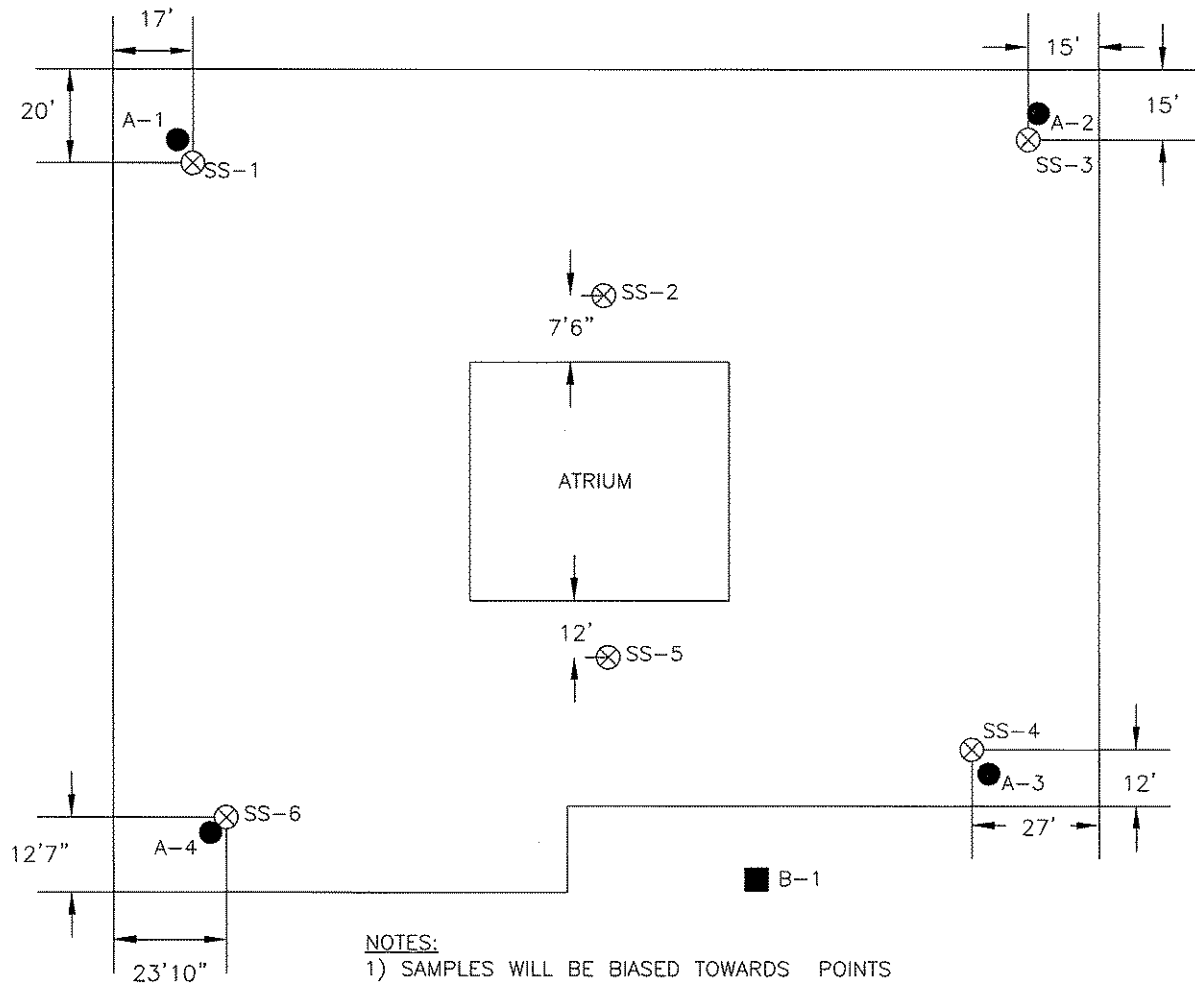 17'
15'
20'
A-1
SS-1
A-2
SS-3
15'
SS-2
7'6"
ATRIUM
12'
SS-5
SS-4
A-3
12'
27'
SS-6
A-4
12'7"
B-1
23'10"
NOTES:
1) SAMPLES WILL BE BIASED TOWARDS POINTS